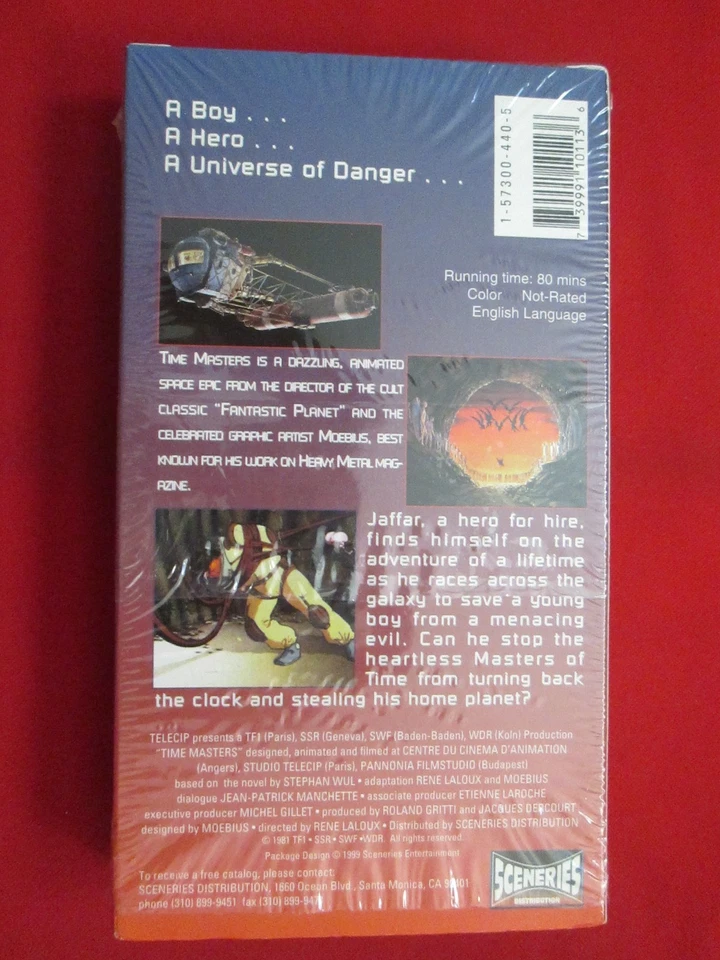 A Boy . . .
A Hero . . .
A Universe of Danger . . .
1-57300-440-5
7 39991 10113 6
Running time: 80 mins
Color Not-Rated
English Language
Time Masters is a dazzling, animated
space epic from the director of the cult
classic "Fantastic Planet" and the
celebrated graphic artist Moebius, best
known for his work on Heavy Metal mag-
azine.
Jaffar, a hero for hire,
finds himself on the
adventure of a lifetime
as he races across the
galaxy to save a young
boy from a menacing
evil. Can he stop the
heartless Masters of
Time from turning back
the clock and stealing his home planet?
TELECIP presents a TF1 (Paris), SSR (Geneva), SWF (Baden-Baden), WDR (Koln) Production
"TIME MASTERS" designed, animated and filmed at CENTRE DU CINEMA D'ANIMATION
(Angers), STUDIO TELECIP (Paris), PANNONIA FILMSTUDIO (Budapest)
based on the novel by STEPHAN WUL • adaptation RENE LALOUX and MOEBIUS
dialogue JEAN-PATRICK MANCHETTE • associate producer ETIENNE LAROCHE
executive producer MICHEL GILLET • produced by ROLAND GRITTI and JACQUES DERCOURT
designed by MOEBIUS • directed by RENE LALOUX • Distributed by SCENERIES DISTRIBUTION
© 1981 TF1 • SSR • SWF • WDR. All rights reserved.
Package Design © 1999 Sceneries Entertainment
To receive a free catalog, please contact:
SCENERIES DISTRIBUTION, 1860 Ocean Blvd., Santa Monica, CA 90401
phone (310) 899-9451 fax (310)
SCENERIES
DISTRIBUTION